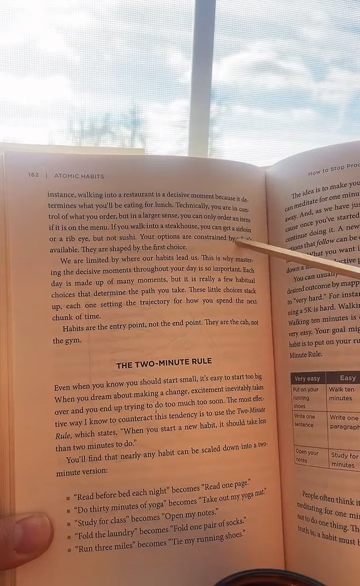 162 | ATOMIC HABITS
instance, walking into a restaurant is a decisive moment because it de-
termines what you'll be eating for lunch. Technically, you are in con-
trol of what you order, but in a larger sense, you can only order an item
if it is on the menu. If you walk into a steakhouse, you can get a sirloin
or a rib eye, but not sushi. Your options are constrained by
available. They are shaped by the first choice.
We are limited by where our habits lead us. This is why master-
ing the decisive moments throughout your day is so important. Each
day is made up of many moments, but it is really a few habitual
choices that determine the path you take. These little choices stack
up, each one setting the trajectory for how you spend the next
chunk of time.
Habits are the entry point, not the end point. They are the cab, not
the gym.
THE TWO-MINUTE RULE
Even when you know you should start small, it's easy to start too big.
When you dream about making a change, excitement inevitably takes
over and you end up trying to do too much too soon. The most effec-
tive way I know to counteract this tendency is to use the Two-Minute
Rule, which states, "When you start a new habit, it should take less
than two minutes to do."
You'll find that nearly any habit can be scaled down into a two-
minute version:
"Read before bed each night" becomes "Read one page."
"Do thirty minutes of yoga" becomes "Take out my yoga mat."
"Study for class" becomes "Open my notes."
"Fold the laundry" becomes "Fold one pair of socks."
"Run three miles" becomes "Tie my running shoes."
How to Stop Pro
The idea is to make you
can meditate for one minu
away. And, as we have jus
cause once you've started
continue doing it. A new
tions that follow can be
What you want
You can usually
desired outcome by mapp
to "very hard." For instan
ning a 5K is hard. Walki
Walking ten minutes is
very easy. Your goal mig
habit is to put on your ru
Minute Rule.
Very easy Easy
Put on your running shoes Walk ten minutes
Write one sentence Write one paragraph
Open your notes Study for minutes
People often think i
meditating for one mi
not to do one thing. Th
truth is, a habit must b